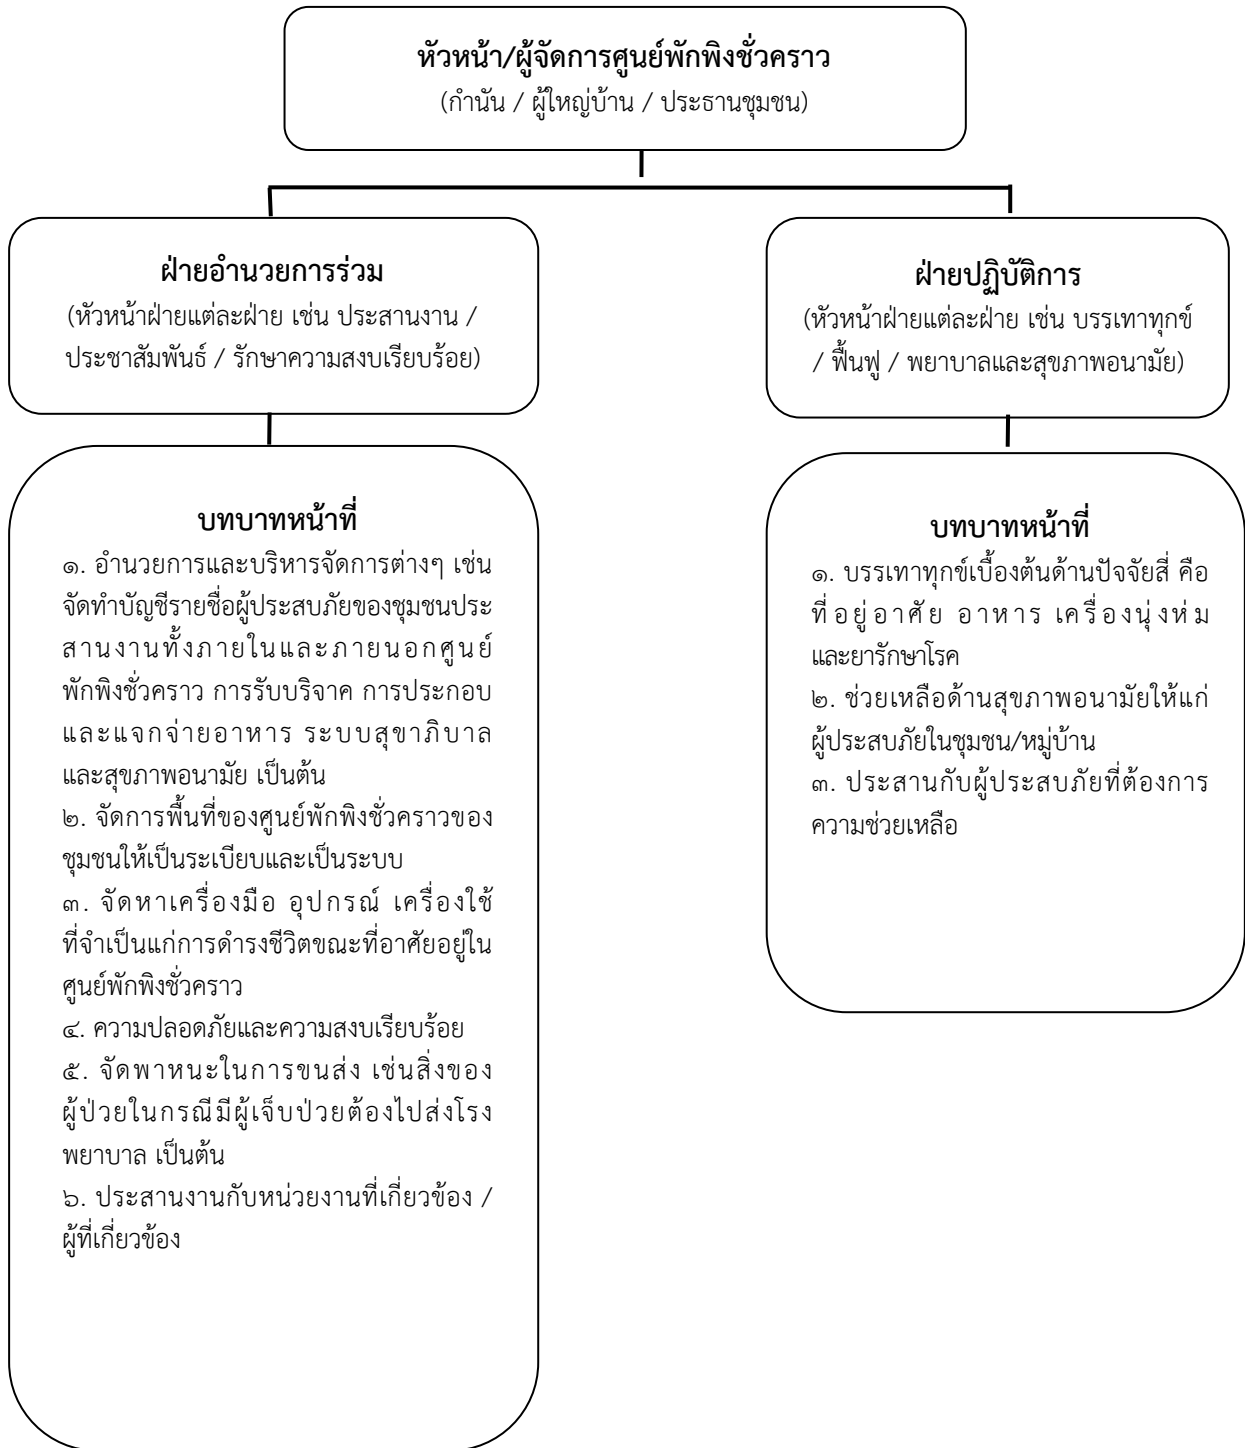 หัวหน้า/ผู้จัดการศูนย์พักพิงชั่วคราว
(กำนัน / ผู้ใหญ่บ้าน / ประธานชุมชน)
ฝ่ายอำนวยการร่วม
(หัวหน้าฝ่ายแต่ละฝ่าย เช่น ประสานงาน /
ประชาสัมพันธ์ / รักษาความสงบเรียบร้อย)
ฝ่ายปฏิบัติการ
(หัวหน้าฝ่ายแต่ละฝ่าย เช่น บรรเทาทุกข์
/ ฟื้นฟู / พยาบาลและสุขภาพอนามัย)
บทบาทหน้าที่
๑. อำนวยการและบริหารจัดการต่างๆ เช่น
จัดทำบัญชีรายชื่อผู้ประสบภัยของชุมชนประ
สานงานทั้งภายในและภายนอกศูนย์
พักพิงชั่วคราว การรับบริจาค การประกอบ
และแจกจ่ายอาหาร ระบบสุขาภิบาล
และสุขภาพอนามัย เป็นต้น
๒. จัดการพื้นที่ของศูนย์พักพิงชั่วคราวของ
ชุมชนให้เป็นระเบียบและเป็นระบบ
๓. จัดหาเครื่องมือ อุปกรณ์ เครื่องใช้
ที่จำเป็นแก่การดำรงชีวิตขณะที่อาศัยอยู่ใน
ศูนย์พักพิงชั่วคราว
๔. ความปลอดภัยและความสงบเรียบร้อย
๕. จัดพาหนะในการขนส่ง เช่นสิ่งของ
ผู้ป่วยในกรณีมีผู้เจ็บป่วยต้องไปส่งโรง
พยาบาล เป็นต้น
๖. ประสานงานกับหน่วยงานที่เกี่ยวข้อง /
ผู้ที่เกี่ยวข้อง
บทบาทหน้าที่
๑. บรรเทาทุกข์เบื้องต้นด้านปัจจัยสี่ คือ
ที่อยู่อาศัย อาหาร เครื่องนุ่งห่ม
และยารักษาโรค
๒. ช่วยเหลือด้านสุขภาพอนามัยให้แก่
ผู้ประสบภัยในชุมชน/หมู่บ้าน
๓. ประสานกับผู้ประสบภัยที่ต้องการ
ความช่วยเหลือ